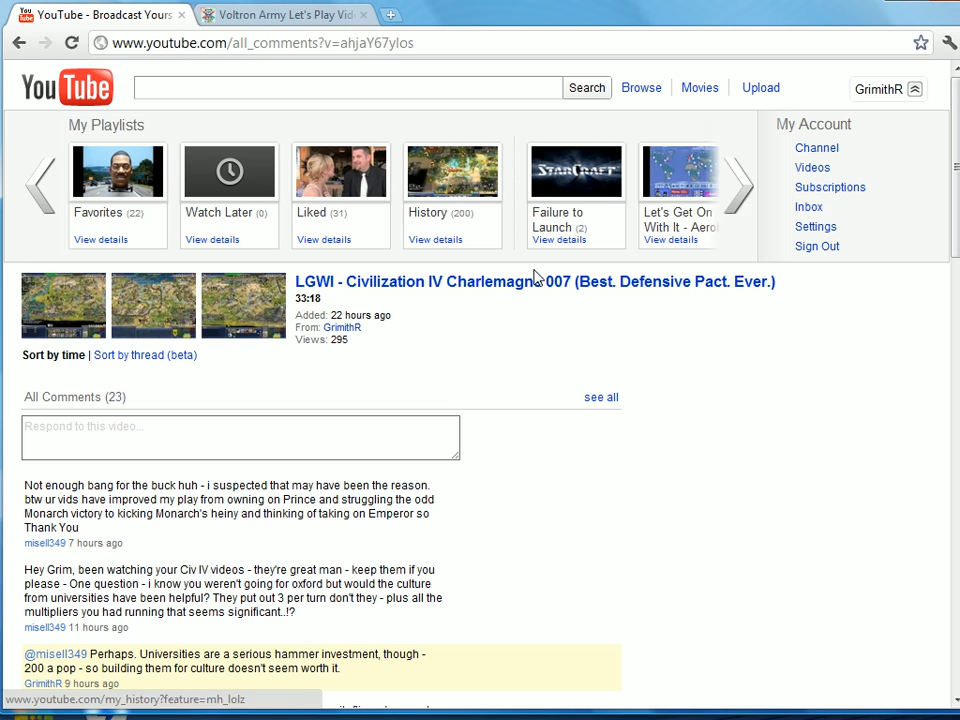 YouTube - Broadcast Yours
Voltron Army Let's Play Vide
www.youtube.com/all_comments?v=ahjaY67ylos
YouTube
Search
Browse
Movies
Upload
GrimithR
My Playlists
My Account
Favorites (22)
Watch Later (0)
Liked (31)
History (200)
STARCRAFT
Failure to
Launch (2)
Let's Get On
With It - Aerol
View details
View details
View details
View details
View details
View details
Channel
Videos
Subscriptions
Inbox
Settings
Sign Out
LGWI - Civilization IV Charlemagne 007 (Best. Defensive Pact. Ever.)
33:18
Added: 22 hours ago
From: GrimithR
Views: 295
Sort by time | Sort by thread (beta)
All Comments (23)
see all
Respond to this video...
Not enough bang for the buck huh - i suspected that may have been the reason.
btw ur vids have improved my play from owning on Prince and struggling the odd
Monarch victory to kicking Monarch's heiny and thinking of taking on Emperor so
Thank You
misell349 7 hours ago
Hey Grim, been watching your Civ IV videos - they're great man - keep them if you
please - One question - i know you weren't going for oxford but would the culture
from universities have been helpful? They put out 3 per turn don't they - plus all the
multipliers you had running that seems significant..!?
misell349 11 hours ago
@misell349 Perhaps. Universities are a serious hammer investment, though -
200 a pop - so building them for culture doesn't seem worth it.
GrimithR 9 hours ago
www.youtube.com/my_history?feature=mh_lolz